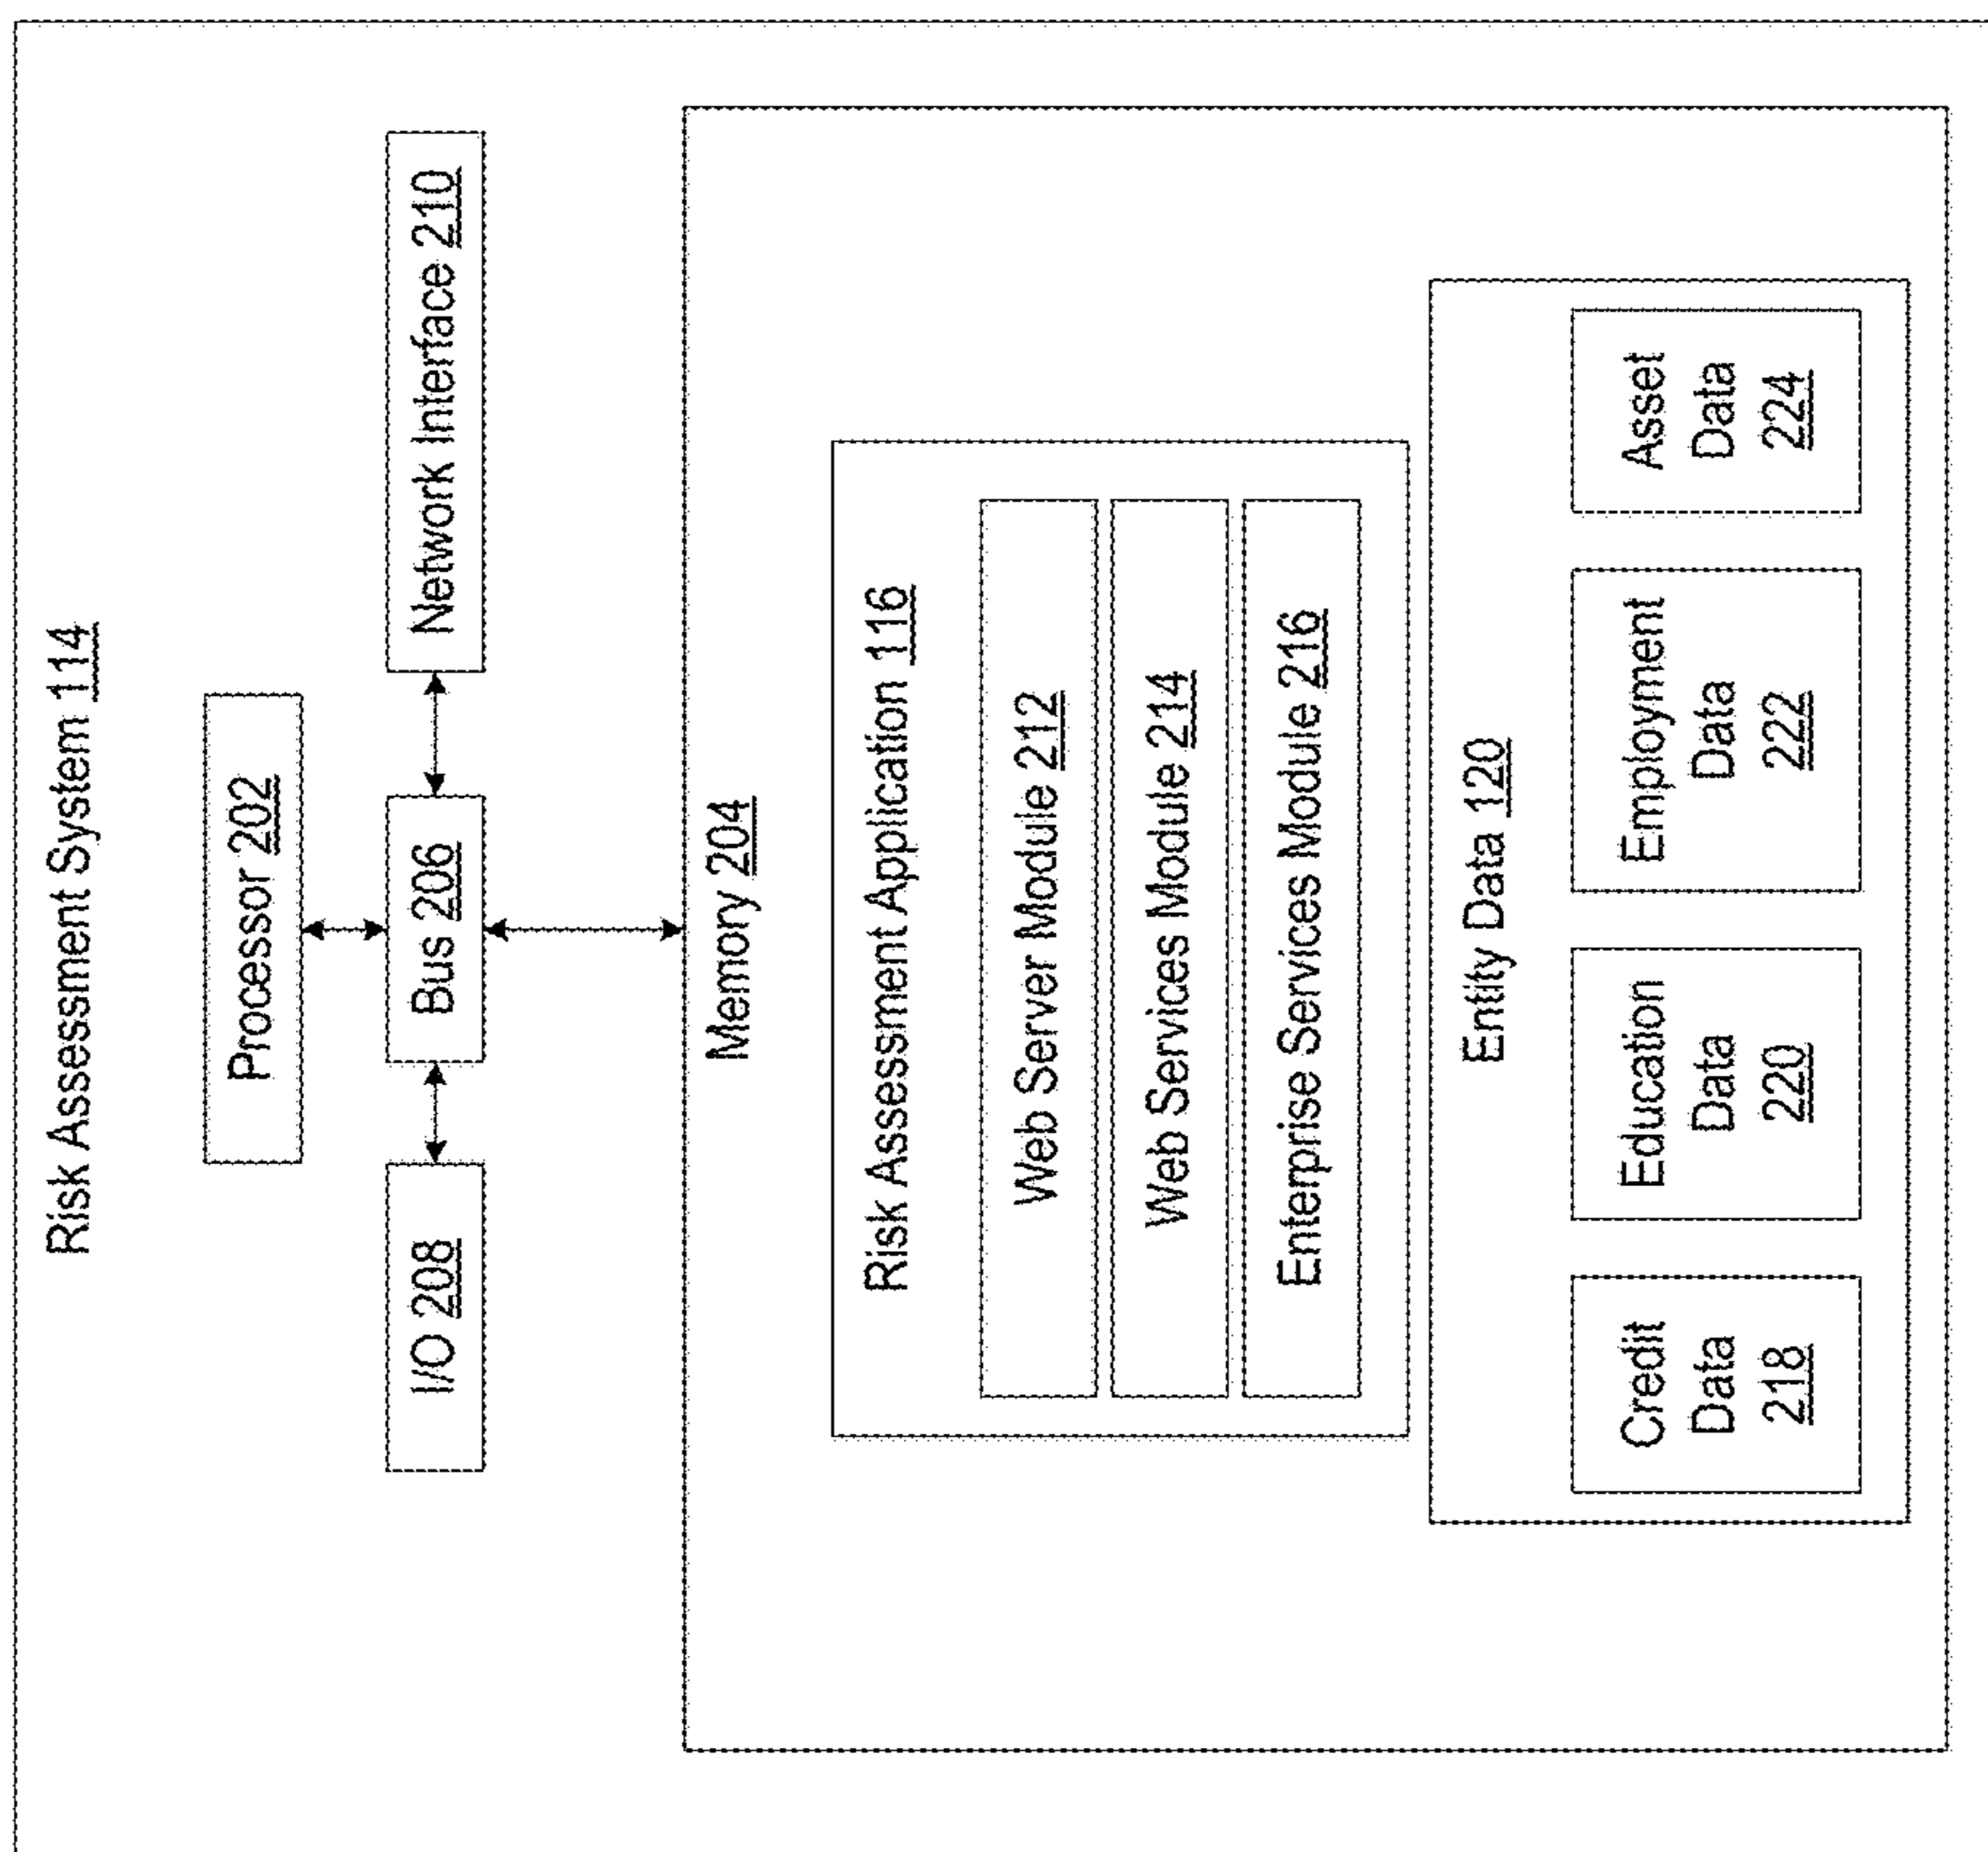 Risk Assessment System 114
Processor 202
I/O 208
Bus 206
Network Interface 210
Memory 204
Risk Assessment Application 116
Web Server Module 212
Web Services Module 214
Enterprise Services Module 216
Entity Data 120
Credit
Data
218
Education
Data
220
Employment
Data
222
Asset
Data
224